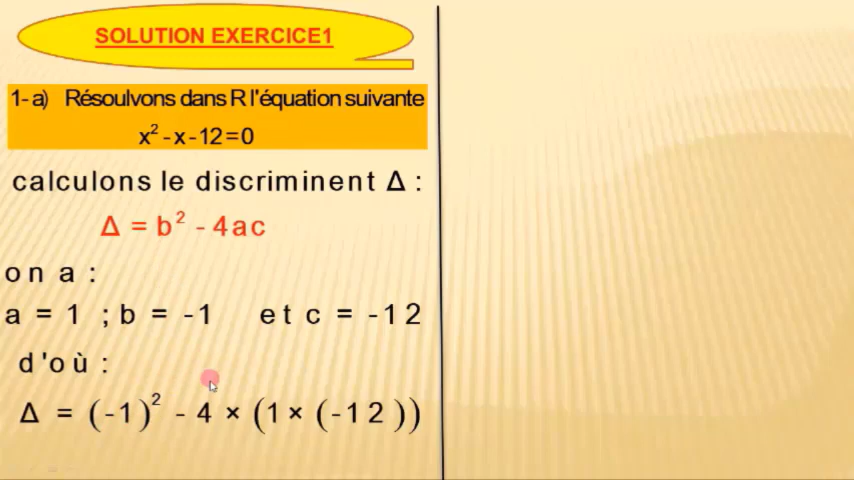 SOLUTION EXERCICE1
1- a) Résoulvons dans R l'équation suivante
x² - x - 12 = 0
calculons le discriminent Δ :
Δ = b² - 4ac
on a :
a = 1 ; b = -1 et c = -12
d'où :
Δ = (-1)² - 4 × (1 × (-12))